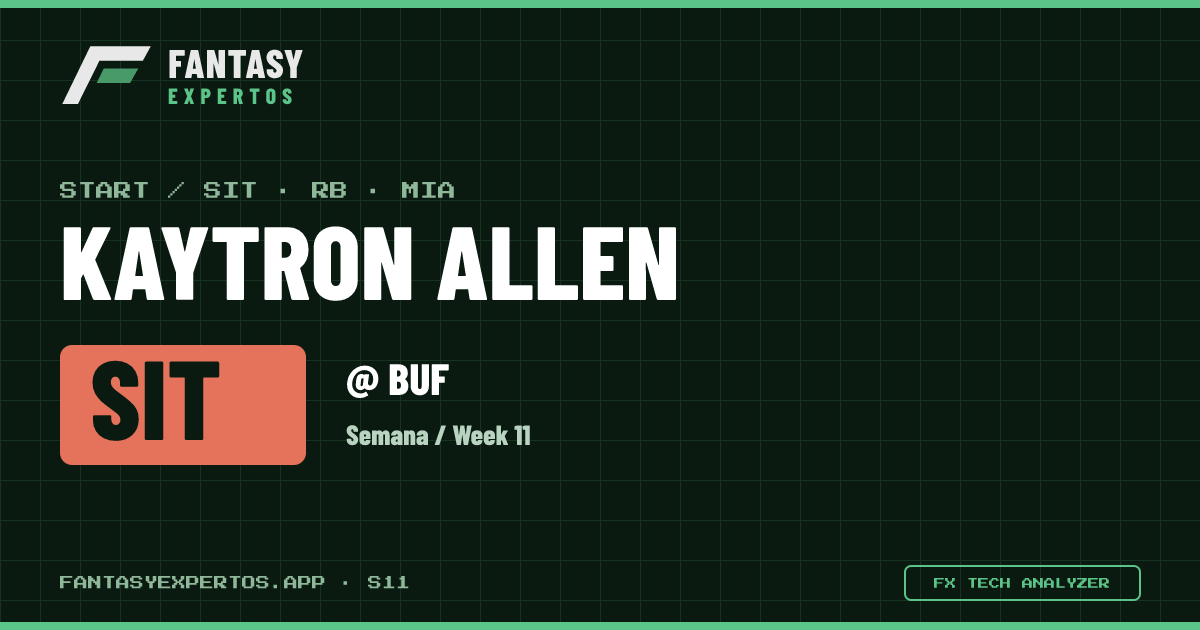 FANTASY
EXPERTOS
START / SIT · RB · MIA
KAYTRON ALLEN
SIT
@ BUF
Semana / Week 11
FANTASYEXPERTOS.APP · S11
FX TECH ANALYZER